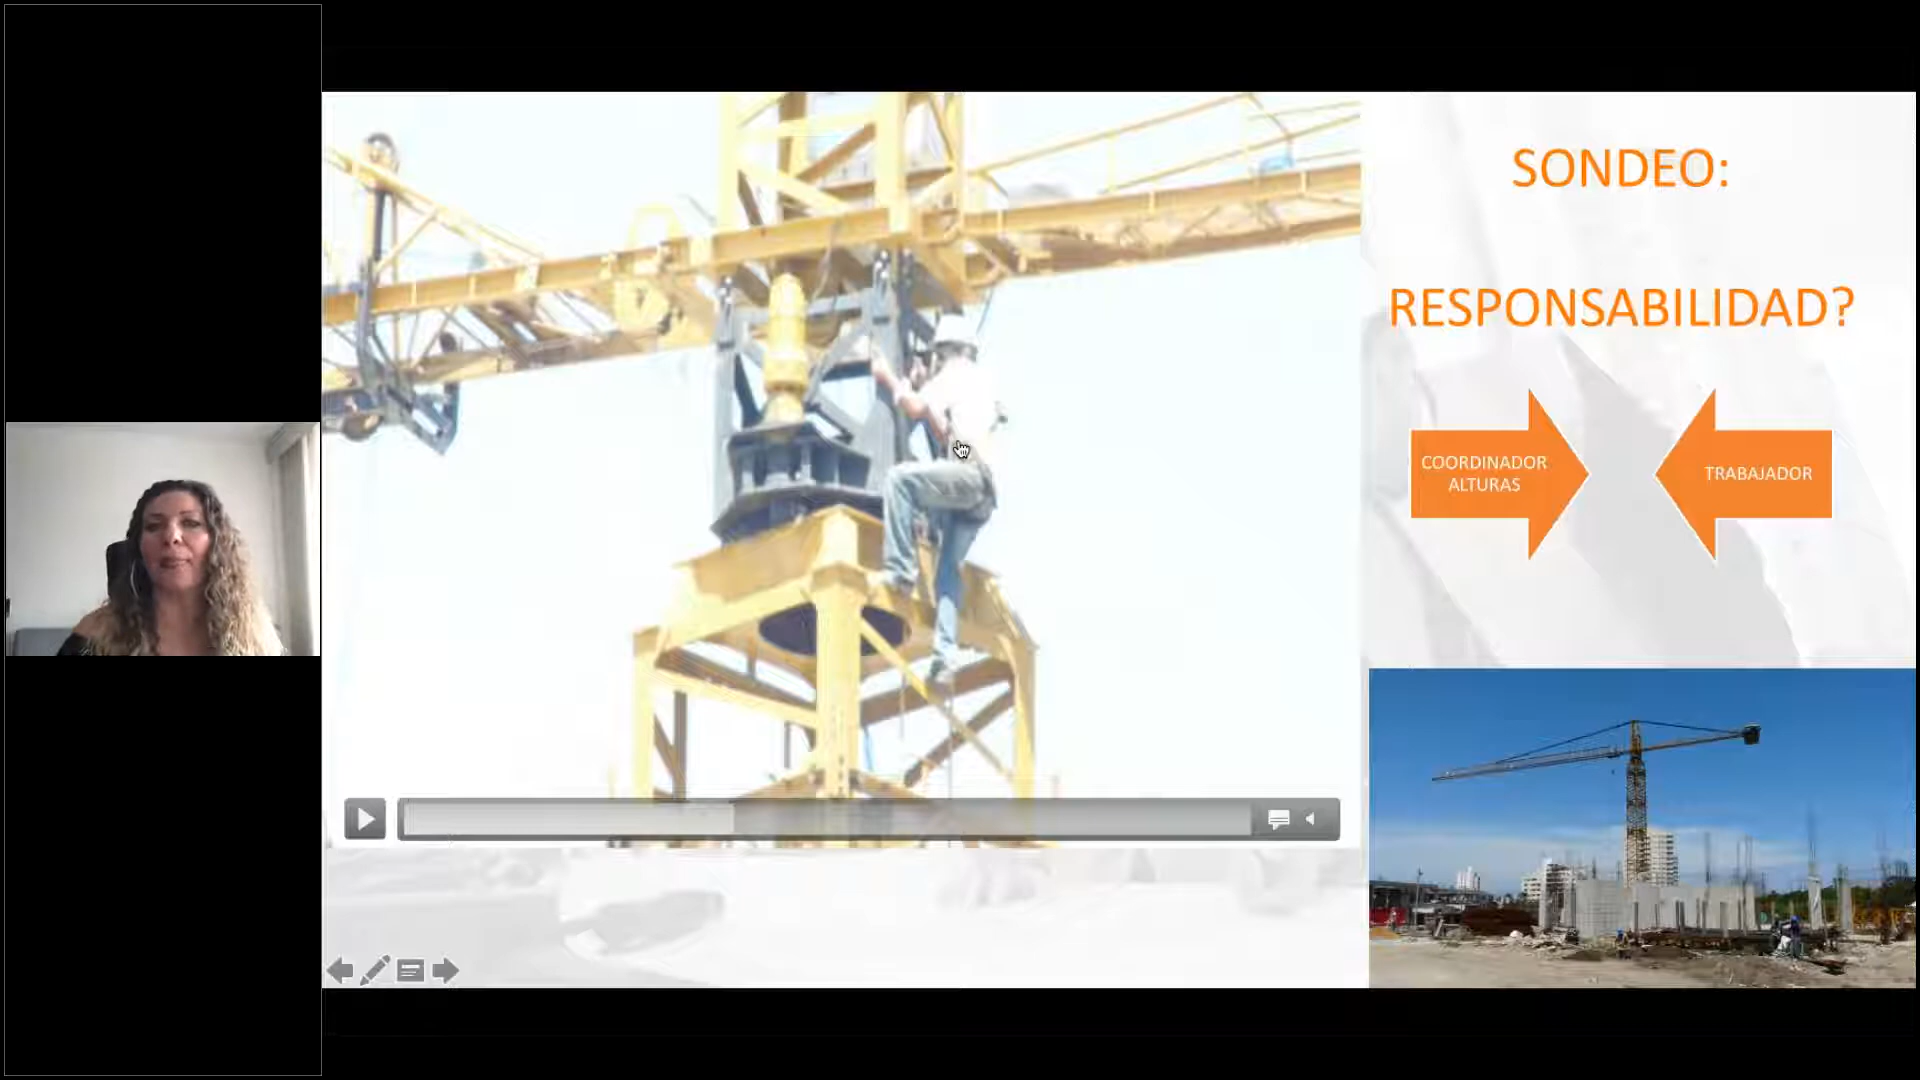 SONDEO:
RESPONSABILIDAD?
COORDINADOR
ALTURAS
TRABAJADOR